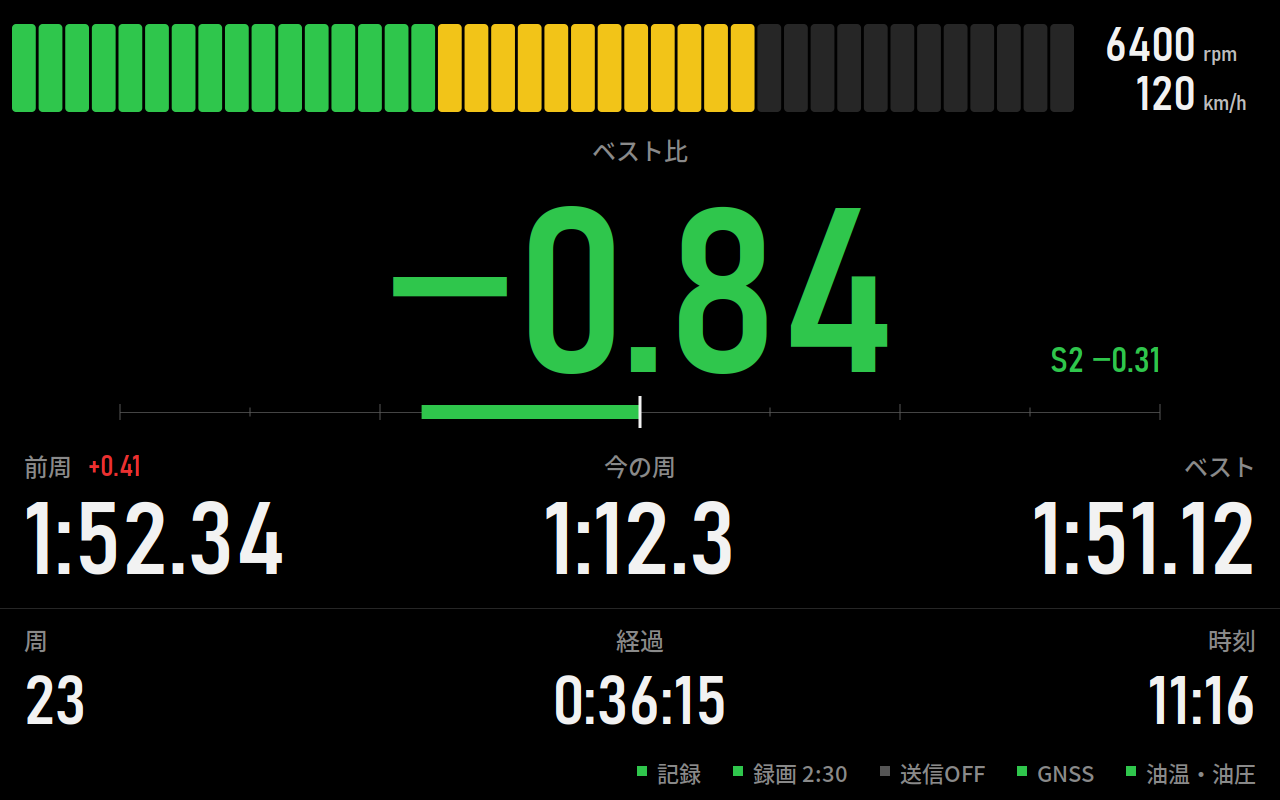 6400 rpm
120 km/h
ベスト比
−0.84
S2 −0.31
前周 +0.41
今の周
ベスト
1:52.34
1:12.3
1:51.12
周
経過
時刻
23
0:36:15
11:16
記録
録画 2:30
送信OFF
GNSS
油温・油圧